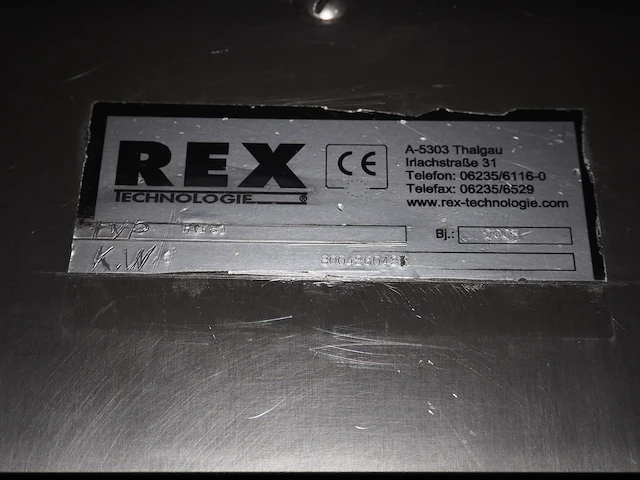 REX
TECHNOLOGIE ®
CE
A-5303 Thalgau
Irlachstraße 31
Telefon: 06235/6116-0
Telefax: 06235/6529
www.rex-technologie.com
TYP
Bj.:
K.W